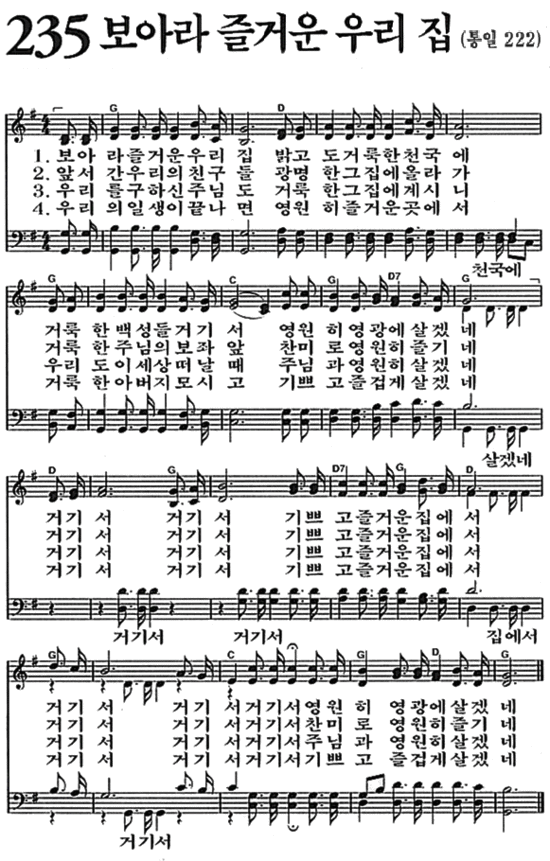 235 보아라 즐거운 우리 집 (통일 222)
G D
1. 보아 라즐거운우리 집 밝고 도거룩한천국 에
2. 앞서 간우리의친구 들 광명 한그집에올라 가
3. 우리 를구하신주님 도 거룩 한그집에계시 니
4. 우리 의일생이끝나 면 영원 히즐거운곳에 서
천국에
G C G D7 G
거룩 한백성들거기 서 영원 히영광에살겠 네
거룩 한주님의보좌 앞 찬미 로영원히즐기 네
우리 도이세상떠날 때 주님 과영원히살겠 네
거룩 한아버지모시 고 기쁘 고즐겁게살겠 네
살겠네
D G D7 G D
거기 서 거기 서 기쁘 고즐거운집에 서
거기 서 거기 서 기쁘 고즐거운집에 서
거기 서 거기 서 기쁘 고즐거운집에 서
거기 서 거기 서 기쁘 고즐거운집에 서
거기서 거기서 집에서
G C G D G
거기 서 거기 서거기서영원 히 영광에살겠 네
거기 서 거기 서거기서찬미 로 영원히즐기 네
거기 서 거기 서거기서주님 과 영원히살겠 네
거기 서 거기 서거기서기쁘 고 즐겁게살겠 네
거기서